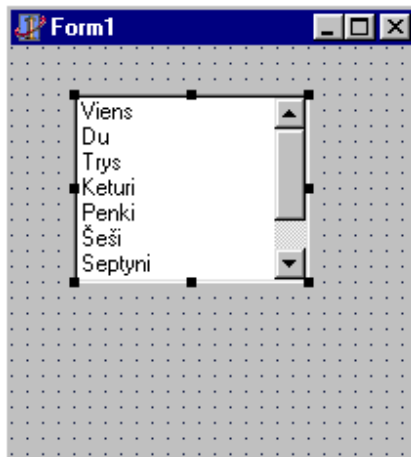 Form1
Viens
Du
Trys
Keturi
Penki
Šeši
Septyni